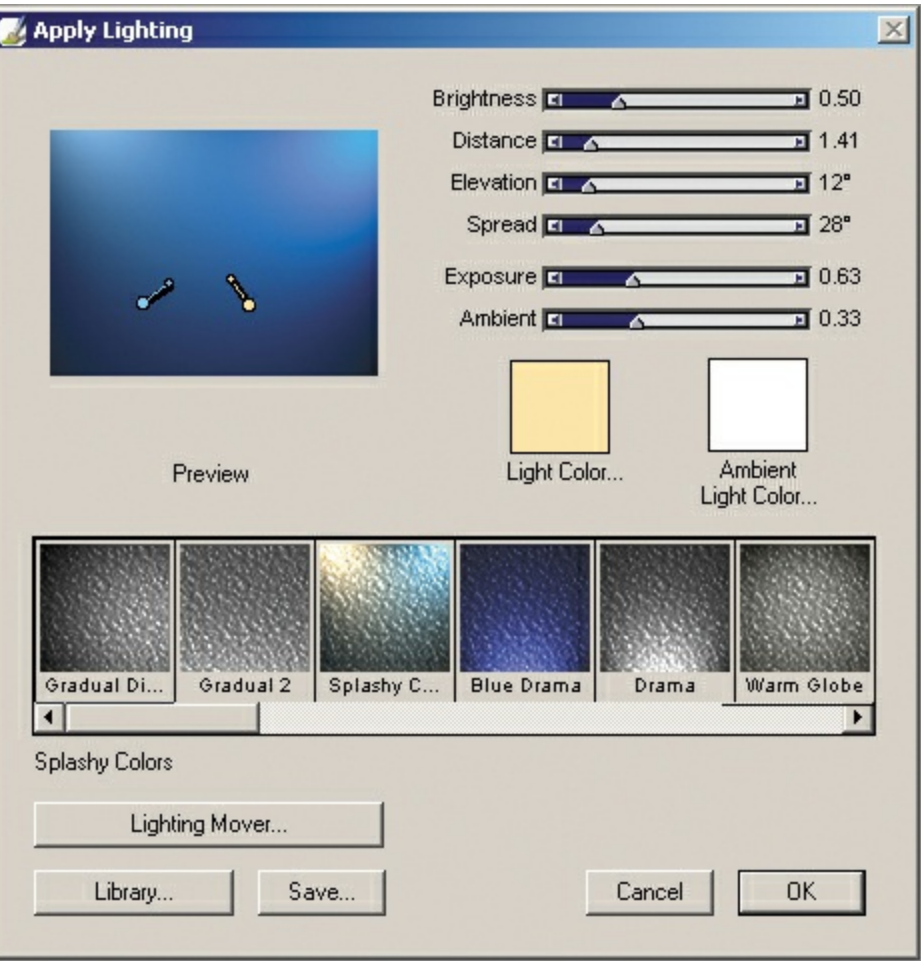 Apply Lighting
Brightness 0.50
Distance 1.41
Elevation 12°
Spread 28°
Exposure 0.63
Ambient 0.33
Preview
Light Color...
Ambient
Light Color...
Gradual Di... Gradual 2 Splashy C... Blue Drama Drama Warm Globe
Splashy Colors
Lighting Mover...
Library... Save... Cancel OK